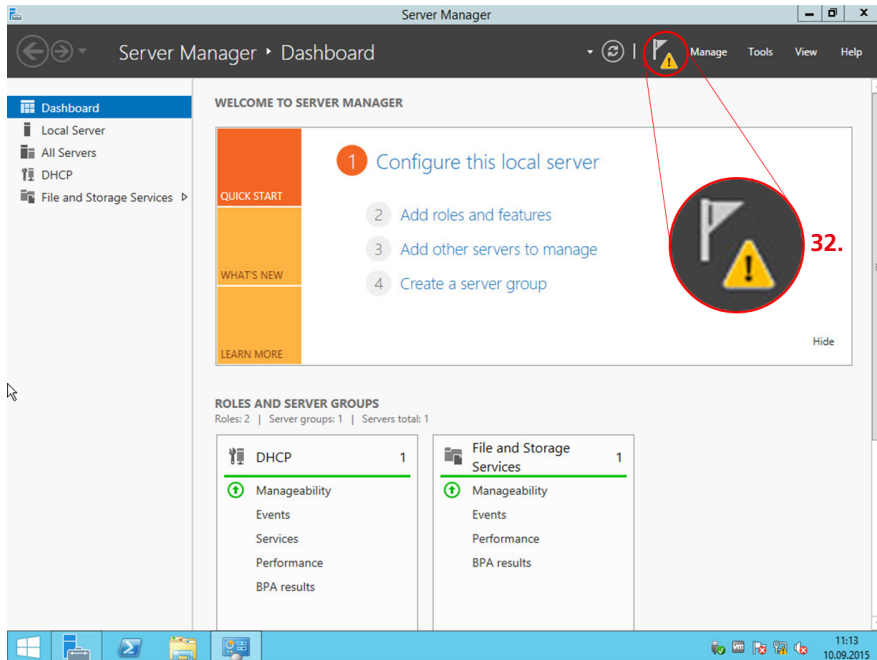 Server Manager
Server Manager • Dashboard
Manage Tools View Help
Dashboard
Local Server
All Servers
DHCP
File and Storage Services
WELCOME TO SERVER MANAGER
QUICK START
WHAT'S NEW
LEARN MORE
1 Configure this local server
2 Add roles and features
3 Add other servers to manage
4 Create a server group
32.
Hide
ROLES AND SERVER GROUPS
Roles: 2 | Server groups: 1 | Servers total: 1
DHCP 1
Manageability
Events
Services
Performance
BPA results
File and Storage
Services 1
Manageability
Events
Performance
BPA results
11:13
10.09.2015